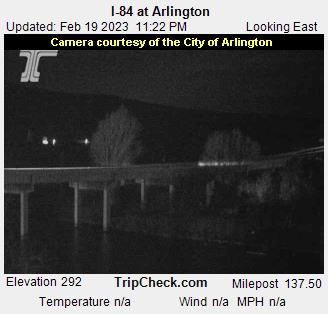 I-84 at Arlington
Updated: Feb 19 2023 11:22 PM Looking East
Camera courtesy of the City of Arlington
Elevation 292 TripCheck.com Milepost 137.50
Temperature n/a Wind n/a MPH n/a